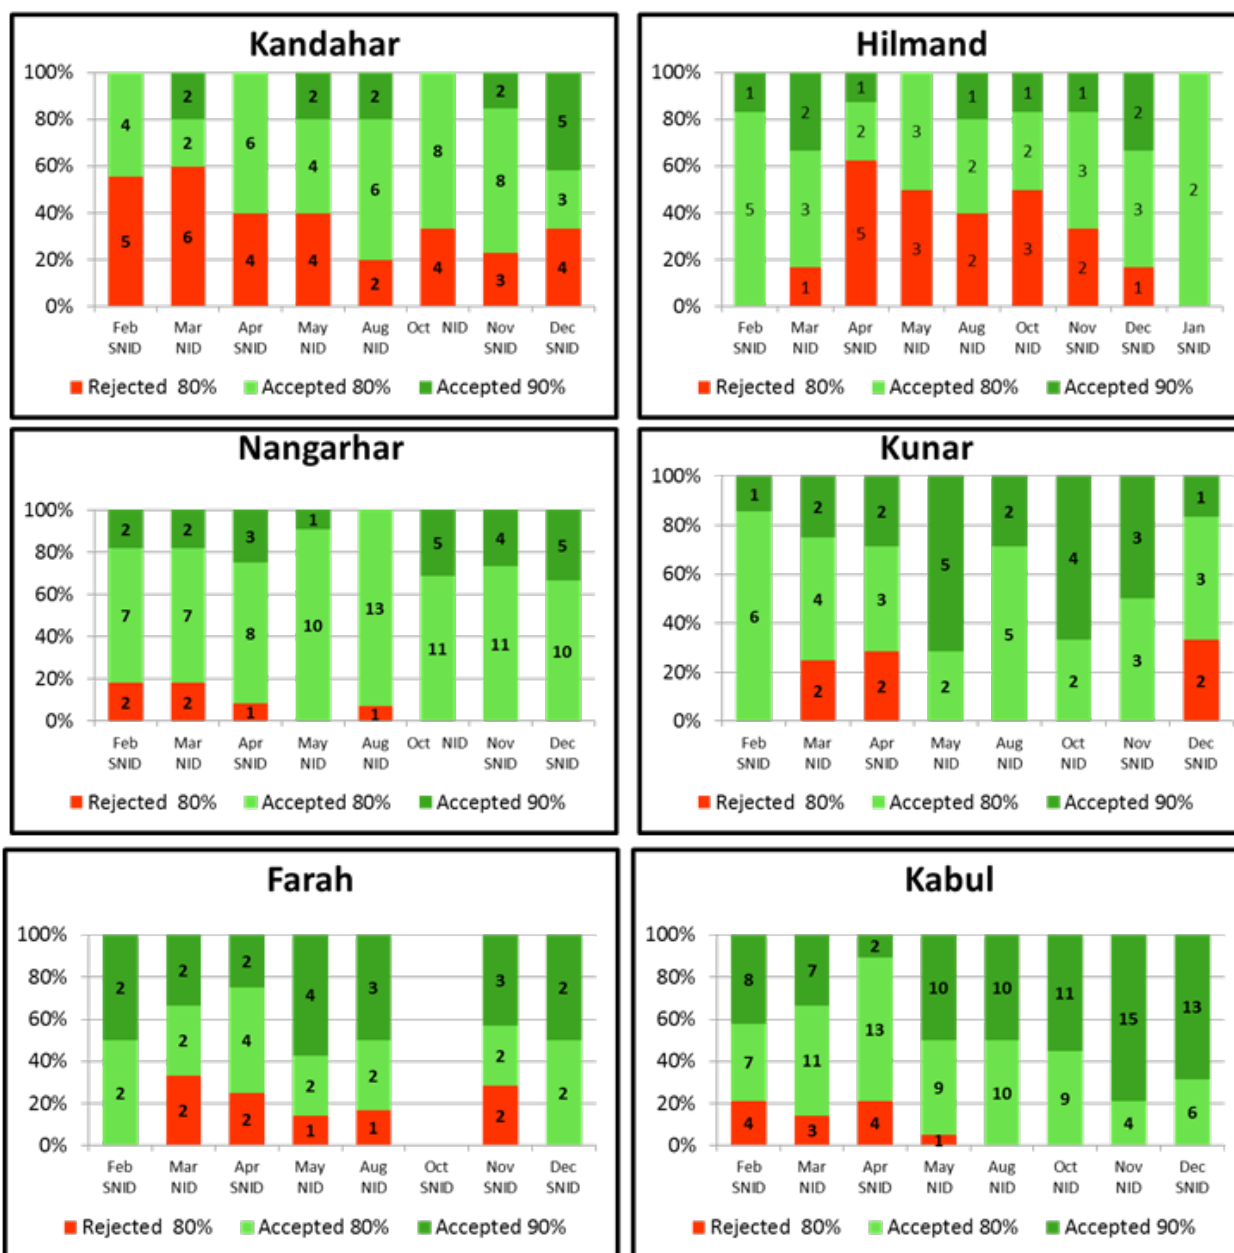 Kandahar
100%
80%
60%
40%
20%
0%
4
5
2
2
6
6
4
2
4
4
2
6
2
8
4
2
8
3
5
3
4
Feb SNID
Mar NID
Apr SNID
May NID
Aug NID
Oct NID
Nov SNID
Dec SNID
Rejected 80% Accepted 80% Accepted 90%
Hilmand
100%
80%
60%
40%
20%
0%
1
5
2
3
1
1
2
5
3
3
1
2
2
1
2
3
1
3
2
2
3
1
2
Feb SNID
Mar NID
Apr SNID
May NID
Aug NID
Oct NID
Nov SNID
Dec SNID
Jan SNID
Rejected 80% Accepted 80% Accepted 90%
Nangarhar
100%
80%
60%
40%
20%
0%
2
7
2
2
7
2
3
8
1
1
10
13
1
5
11
4
11
5
10
Feb SNID
Mar NID
Apr SNID
May NID
Aug NID
Oct NID
Nov SNID
Dec SNID
Rejected 80% Accepted 80% Accepted 90%
Kunar
100%
80%
60%
40%
20%
0%
1
6
2
4
2
2
3
2
5
2
2
5
4
2
3
3
1
3
2
Feb SNID
Mar NID
Apr SNID
May NID
Aug NID
Oct NID
Nov SNID
Dec SNID
Rejected 80% Accepted 80% Accepted 90%
Farah
100%
80%
60%
40%
20%
0%
2
2
2
2
2
2
4
2
4
2
1
3
2
1
3
2
2
2
2
Feb SNID
Mar NID
Apr SNID
May NID
Aug NID
Oct SNID
Nov SNID
Dec SNID
Rejected 80% Accepted 80% Accepted 90%
Kabul
100%
80%
60%
40%
20%
0%
8
7
4
7
11
3
2
13
4
10
9
1
10
10
11
9
15
4
13
6
Feb SNID
Mar NID
Apr SNID
May NID
Aug NID
Oct NID
Nov NID
Dec SNID
Rejected 80% Accepted 80% Accepted 90%